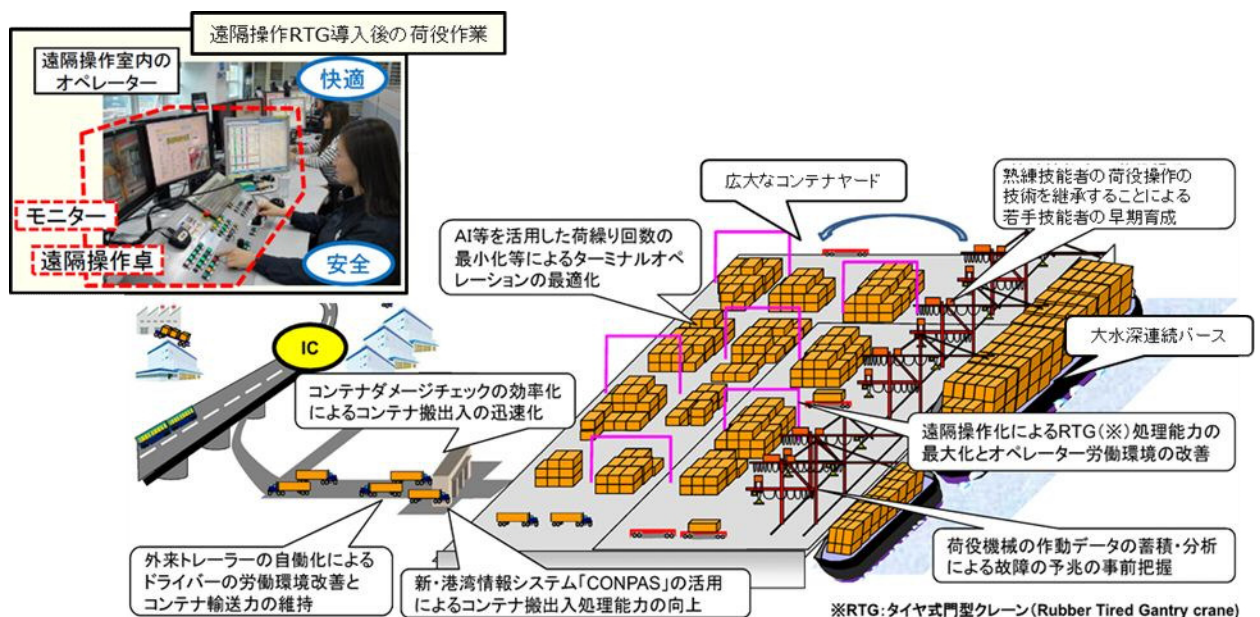 遠隔操作RTG導入後の荷役作業
遠隔操作室内の
オペレーター
快適
モニター
遠隔操作卓
安全
広大なコンテナヤード
熟練技能者の荷役操作の
技術を継承することによる
若手技能者の早期育成
AI等を活用した荷繰り回数の
最小化等によるターミナルオペ
レーションの最適化
大水深連続バース
IC
コンテナダメージチェックの効率化
によるコンテナ搬出入の迅速化
遠隔操作化によるRTG(※)処理能力の
最大化とオペレーター労働環境の改善
外来トレーラーの自働化による
ドライバーの労働環境改善と
コンテナ輸送力の維持
新・港湾情報システム「CONPAS」の活用
によるコンテナ搬出入処理能力の向上
荷役機械の作動データの蓄積・分析
による故障の予兆の事前把握
※RTG:タイヤ式門型クレーン(Rubber Tired Gantry crane)